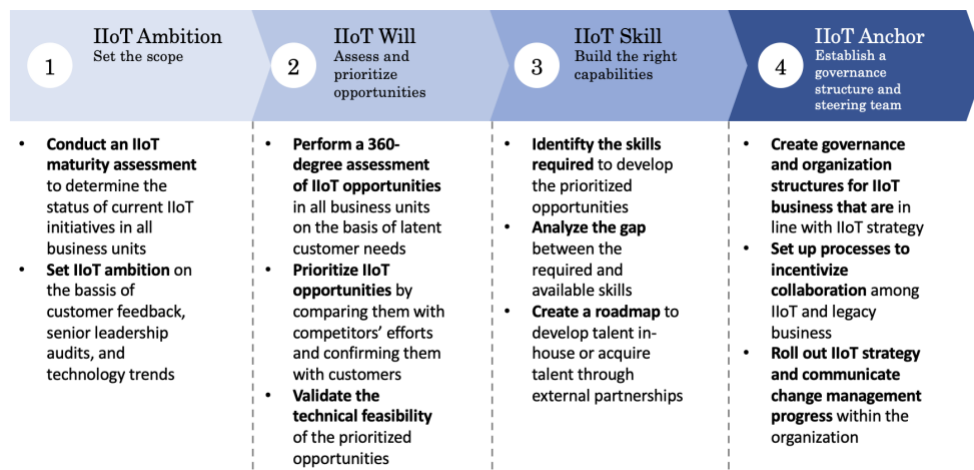 1
IIoT Ambition
Set the scope
2
IIoT Will
Assess and
prioritize
opportunities
3
IIoT Skill
Build the right
capabilities
4
IIoT Anchor
Establish a
governance
structure and
steering team
• Conduct an IIoT
maturity assessment
to determine the
status of current IIoT
initiatives in all
business units
• Set IIoT ambition on
the bassis of
customer feedback,
senior leadership
audits, and
technology trends
• Perform a 360-
degree assessment
of IIoT opportunities
in all business units
on the basis of latent
customer needs
• Prioritize IIoT
opportunities by
comparing them with
competitors’ efforts
and confirming them
with customers
• Validate the
technical feasibility
of the prioritized
opportunities
• Identifty the skills
required to develop
the prioritized
opportunities
• Analyze the gap
between the
required and
available skills
• Create a roadmap to
develop talent in-
house or acquire
talent through
external partnerships
• Create governance
and organization
structures for IIoT
business that are in
line with IIoT strategy
• Set up processes to
incentivize
collaboration among
IIoT and legacy
business
• Roll out IIoT strategy
and communicate
change management
progress within the
organization